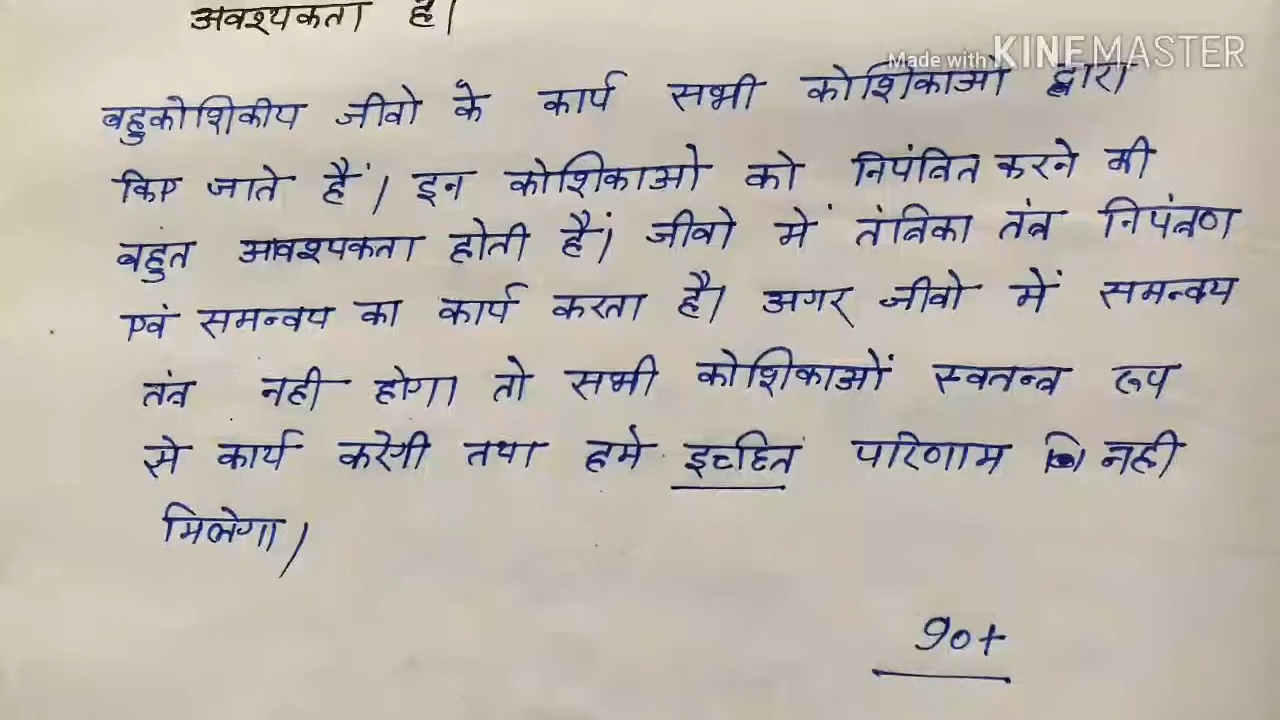 अवश्यकता है।
Made with KINEMASTER
बहुकोशिकीय जीवो के कार्य सभी कोशिकाओ द्वारा
किए जाते हैं। इन कोशिकाओ को नियंत्रित करने की
बहुत आवश्यकता होती हैं। जीवो में तंत्रिका तंत्र नियंत्रण
एवं समन्वय का कार्य करता है। अगर जीवो में समन्वय
तंत्र नही होगा तो सभी कोशिकाओं स्वतन्त्र रूप
से कार्य करेगी तथा हमे इच्छित परिणाम नही
मिलेगा।
90+